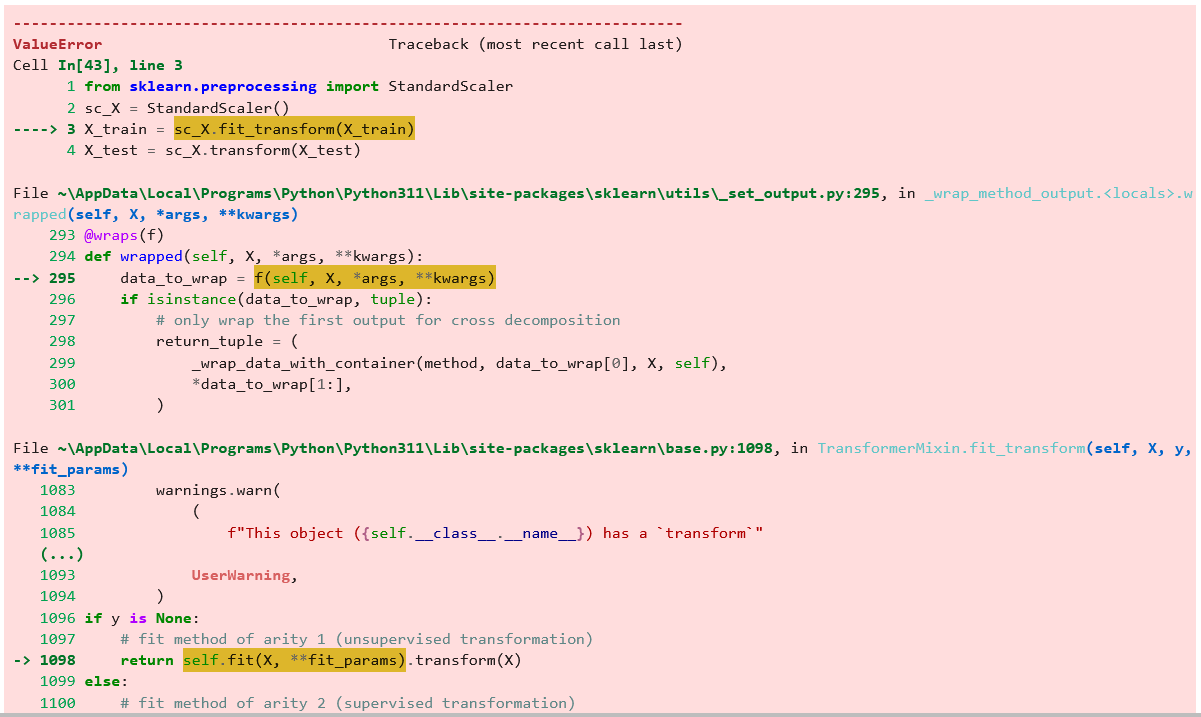 ---------------------------------------------------------------------------
ValueError                                Traceback (most recent call last)
Cell In[43], line 3
      1 from sklearn.preprocessing import StandardScaler
      2 sc_X = StandardScaler()
----> 3 X_train = sc_X.fit_transform(X_train)
      4 X_test = sc_X.transform(X_test)
File ~\AppData\Local\Programs\Python\Python311\Lib\site-packages\sklearn\utils\_set_output.py:295, in _wrap_method_output.<locals>.w
rapped(self, X, *args, **kwargs)
    293 @wraps(f)
    294 def wrapped(self, X, *args, **kwargs):
--> 295     data_to_wrap = f(self, X, *args, **kwargs)
    296     if isinstance(data_to_wrap, tuple):
    297         # only wrap the first output for cross decomposition
    298         return_tuple = (
    299             _wrap_data_with_container(method, data_to_wrap[0], X, self),
    300             *data_to_wrap[1:],
    301         )
File ~\AppData\Local\Programs\Python\Python311\Lib\site-packages\sklearn\base.py:1098, in TransformerMixin.fit_transform(self, X, y,
**fit_params)
   1083         warnings.warn(
   1084             (
   1085                 f"This object ({self.__class__.__name__}) has a `transform`"
   (...)
   1093             UserWarning,
   1094         )
   1096 if y is None:
   1097     # fit method of arity 1 (unsupervised transformation)
-> 1098     return self.fit(X, **fit_params).transform(X)
   1099 else:
   1100     # fit method of arity 2 (supervised transformation)